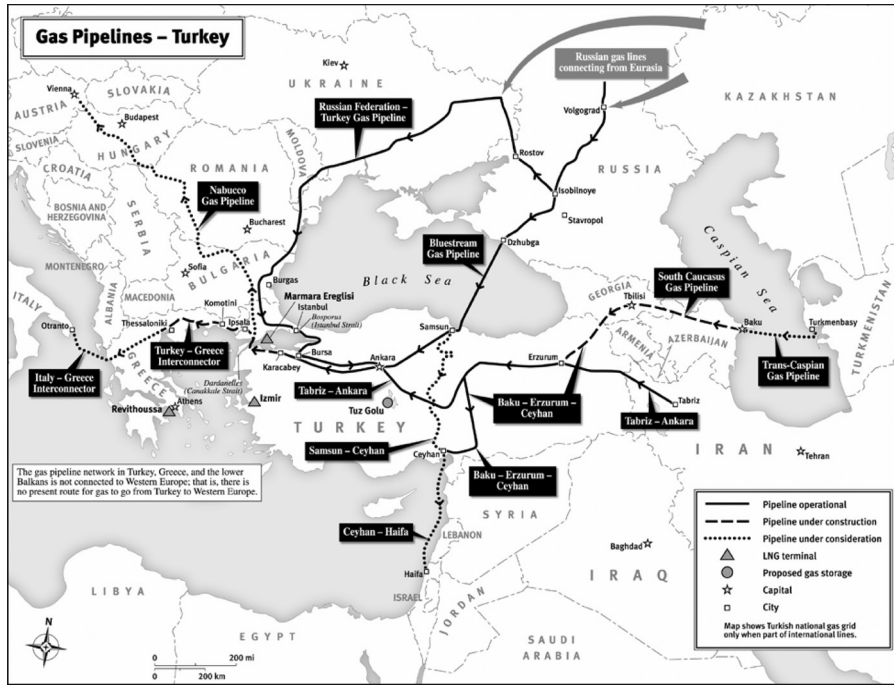 Gas Pipelines – Turkey
Kiev
UKRAINE
Russian gas lines
connecting from Eurasia
Vienna
SLOVAKIA
AUSTRIA
Budapest
Russian Federation –
Turkey Gas Pipeline
Volgograd
KAZAKHSTAN
SLOVENIA
HUNGARY
MOLDOVA
CROATIA
ROMANIA
Rostov
RUSSIA
Nabucco
Gas Pipeline
Isobilnoye
BOSNIA AND
HERZEGOVINA
SERBIA
Bucharest
Stavropol
Bluestream
Gas Pipeline
Dzhubga
Caspian Sea
MONTENEGRO
Sofia
BULGARIA
Burgas
Black Sea
South Caucasus
Gas Pipeline
ITALY
ALBANIA
MACEDONIA
Marmara Ereglisi
Istanbul
GEORGIA
Tbilisi
Komotini
Bosporus
(Istanbul Strait)
Otranto
Thessaloniki
Ipsala
Samsun
Baku
Turkmenbasy
TURKMENISTAN
Turkey – Greece
Interconnector
Bursa
Ankara
Erzurum
ARMENIA
AZERBAIJAN
Trans-Caspian
Gas Pipeline
Italy – Greece
Interconnector
Karacabey
GREECE
Dardanelles
(Canakkale Strait)
Tabriz – Ankara
Baku – Erzurum –
Ceyhan
Tabriz
Tabriz – Ankara
Athens
Revithoussa
Izmir
Tuz Golu
TURKEY
Samsun – Ceyhan
Ceyhan
IRAN
Tehran
The gas pipeline network in Turkey, Greece, and the lower
Balkans is not connected to Western Europe; that is, there is
no present route for gas to go from Turkey to Western Europe.
Baku – Erzurum –
Ceyhan
SYRIA
Ceyhan – Haifa
LEBANON
Baghdad
IRAQ
Haifa
ISRAEL
JORDAN
LIBYA
EGYPT
SAUDI
ARABIA
N
0 200 mi
0 200 km
Pipeline operational
Pipeline under construction
Pipeline under consideration
LNG terminal
Proposed gas storage
Capital
City
Map shows Turkish national gas grid
only when part of international lines.